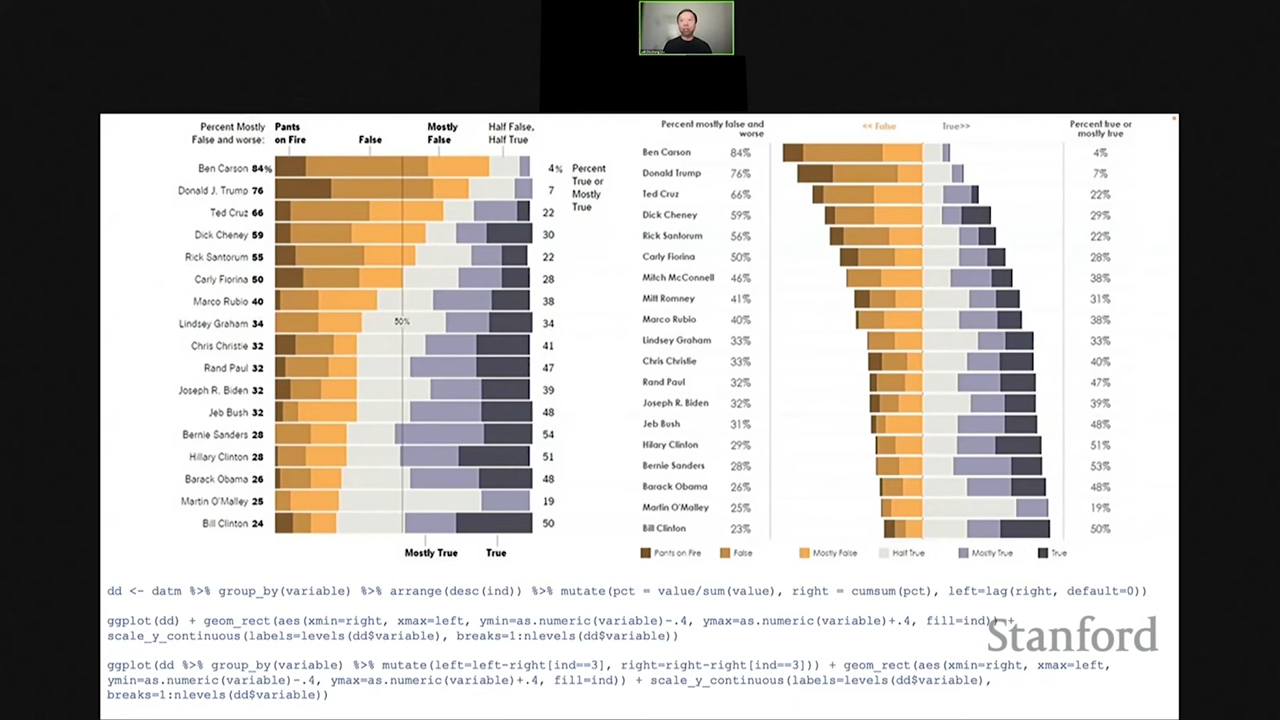 Percent Mostly
False and worse:
Pants
on Fire
False
Mostly
False
Half False,
Half True
Ben Carson 84% 4%
Donald J. Trump 76 7
Ted Cruz 66 22
Dick Cheney 59 30
Rick Santorum 55 22
Carly Fiorina 50 28
Marco Rubio 40 38
Lindsey Graham 34 50% 34
Chris Christie 32 41
Rand Paul 32 47
Joseph R. Biden 32 39
Jeb Bush 32 48
Bernie Sanders 28 54
Hillary Clinton 28 51
Barack Obama 26 48
Martin O'Malley 25 19
Bill Clinton 24 50
Percent
True or
Mostly
True
Mostly True True
Percent mostly false and
worse
<< False True>>
Percent true or
mostly true
Ben Carson 84% 4%
Donald Trump 76% 7%
Ted Cruz 66% 22%
Dick Cheney 59% 29%
Rick Santorum 56% 22%
Carly Fiorina 50% 28%
Mitch McConnell 46% 38%
Mitt Romney 41% 31%
Marco Rubio 40% 38%
Lindsey Graham 33% 33%
Chris Christie 33% 40%
Rand Paul 32% 47%
Joseph R. Biden 32% 39%
Jeb Bush 31% 48%
Hilary Clinton 29% 51%
Bernie Sanders 28% 53%
Barack Obama 26% 48%
Martin O'Malley 25% 19%
Bill Clinton 23% 50%
Pants on Fire False Mostly False Half True Mostly True True
dd <- datm %>% group_by(variable) %>% arrange(desc(ind)) %>% mutate(pct = value/sum(value), right = cumsum(pct), left=lag(right, default=0))
ggplot(dd) + geom_rect(aes(xmin=right, xmax=left, ymin=as.numeric(variable)-.4, ymax=as.numeric(variable)+.4, fill=ind)) +
scale_y_continuous(labels=levels(dd$variable), breaks=1:nlevels(dd$variable))
Stanford
ggplot(dd %>% group_by(variable) %>% mutate(left=left-right[ind==3], right=right-right[ind==3])) + geom_rect(aes(xmin=right, xmax=left,
ymin=as.numeric(variable)-.4, ymax=as.numeric(variable)+.4, fill=ind)) + scale_y_continuous(labels=levels(dd$variable),
breaks=1:nlevels(dd$variable))